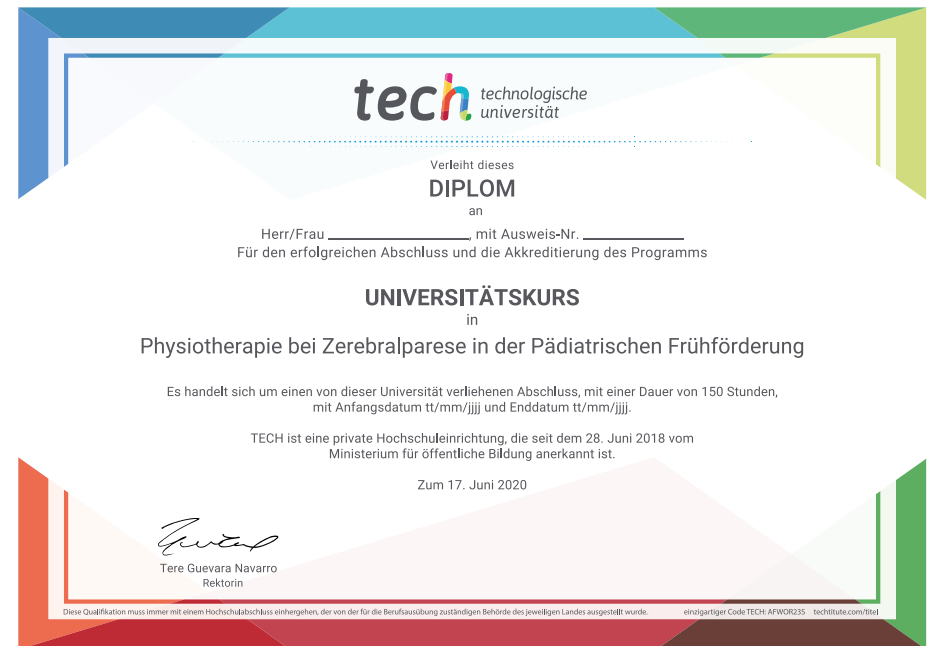 tech technologische
universität
Verleiht dieses
DIPLOM
an
Herr/Frau ____________, mit Ausweis-Nr. ____________
Für den erfolgreichen Abschluss und die Akkreditierung des Programms
UNIVERSITÄTSKURS
in
Physiotherapie bei Zerebralparese in der Pädiatrischen Frühförderung
Es handelt sich um einen von dieser Universität verliehenen Abschluss, mit einer Dauer von 150 Stunden,
mit Anfangsdatum tt/mm/jjjj und Enddatum tt/mm/jjjj.
TECH ist eine private Hochschuleinrichtung, die seit dem 28. Juni 2018 vom
Ministerium für öffentliche Bildung anerkannt ist.
Zum 17. Juni 2020
Tere Guevara Navarro
Rektorin
Diese Qualifikation muss immer mit einem Hochschulabschluss einhergehen, der von der für die Berufsausübung zuständigen Behörde des jeweiligen Landes ausgestellt wurde. einzigartiger Code TECH: AFWOR23S techtitute.com/titel